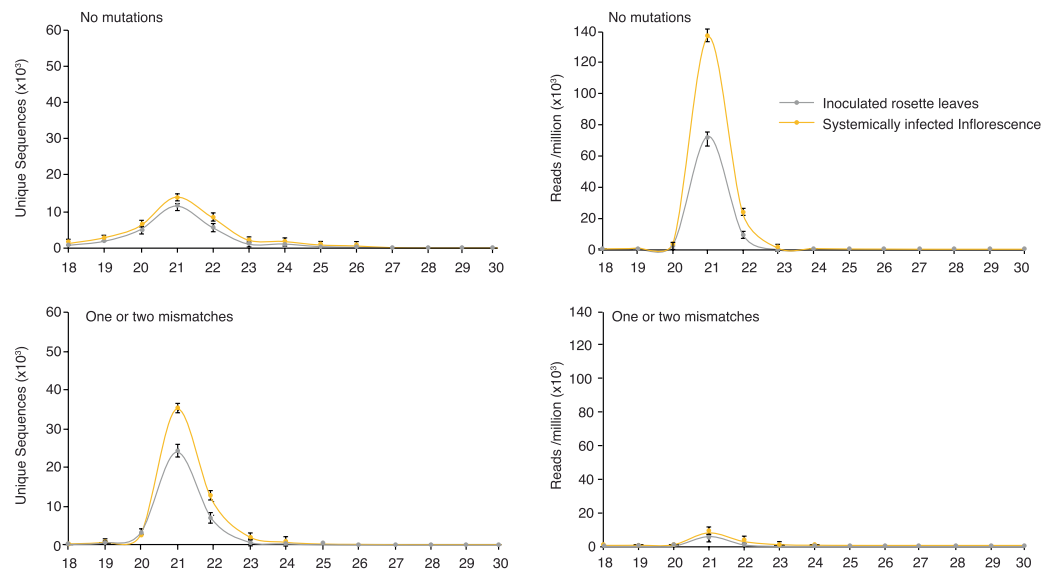 No mutations
Unique Sequences (x10³)
60
50
40
30
20
10
0
18 19 20 21 22 23 24 25 26 27 28 29 30
No mutations
Reads /million (x10³)
140
120
100
80
60
40
20
0
18 19 20 21 22 23 24 25 26 27 28 29 30
Inoculated rosette leaves
Systemically infected Inflorescence
One or two mismatches
Unique Sequences (x10³)
60
50
40
30
20
10
0
18 19 20 21 22 23 24 25 26 27 28 29 30
One or two mismatches
Reads /million (x10³)
140
120
100
80
60
40
20
0
18 19 20 21 22 23 24 25 26 27 28 29 30